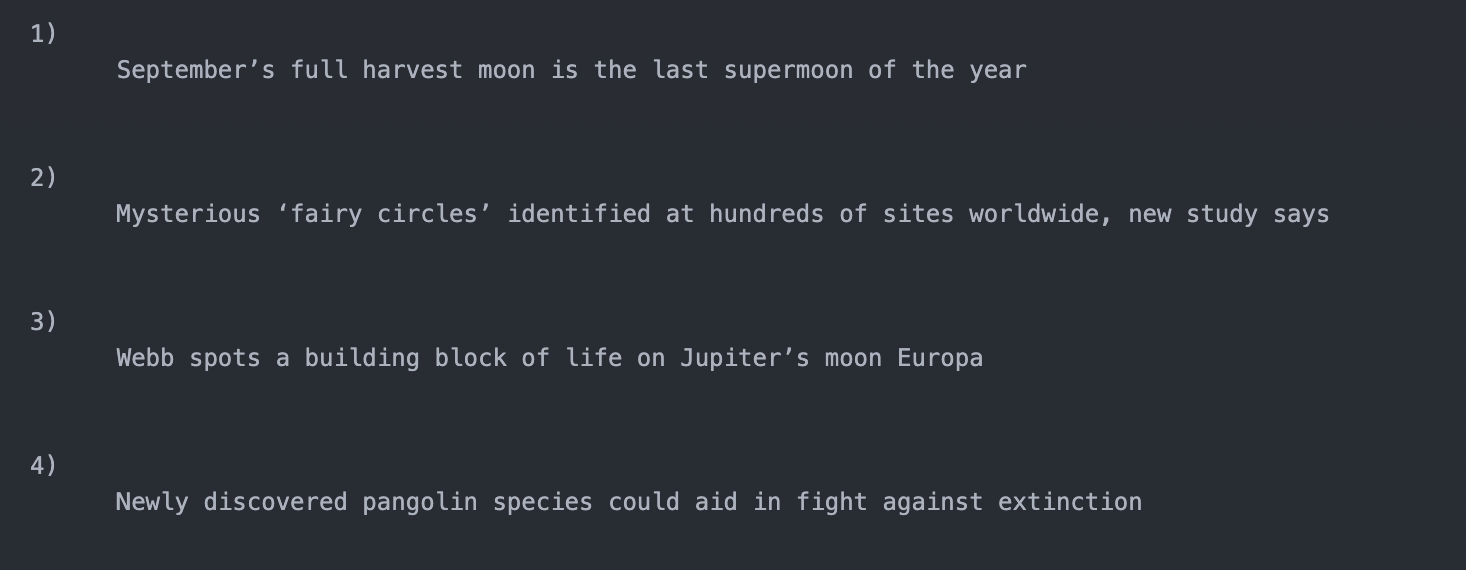 1)
September’s full harvest moon is the last supermoon of the year
2)
Mysterious ‘fairy circles’ identified at hundreds of sites worldwide, new study says
3)
Webb spots a building block of life on Jupiter’s moon Europa
4)
Newly discovered pangolin species could aid in fight against extinction